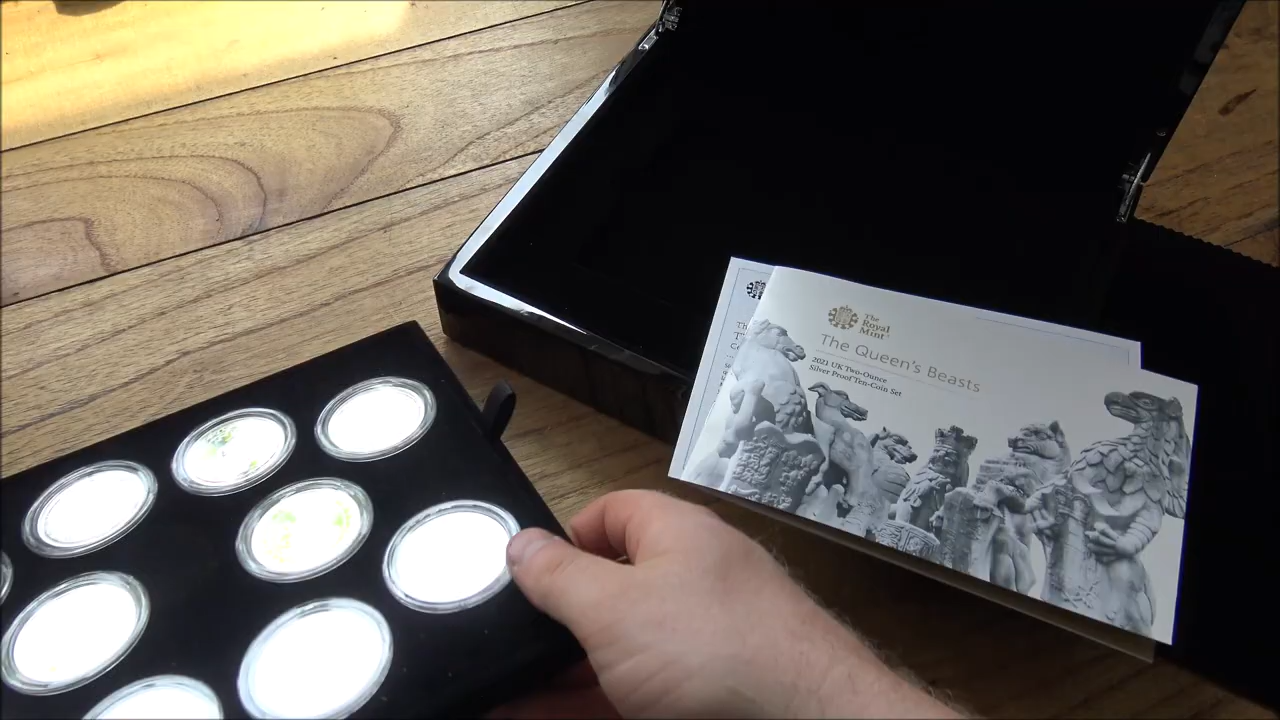 The
Royal
Mint
The Queen's Beasts
2021 UK Two-Ounce
Silver Proof Ten-Coin Set